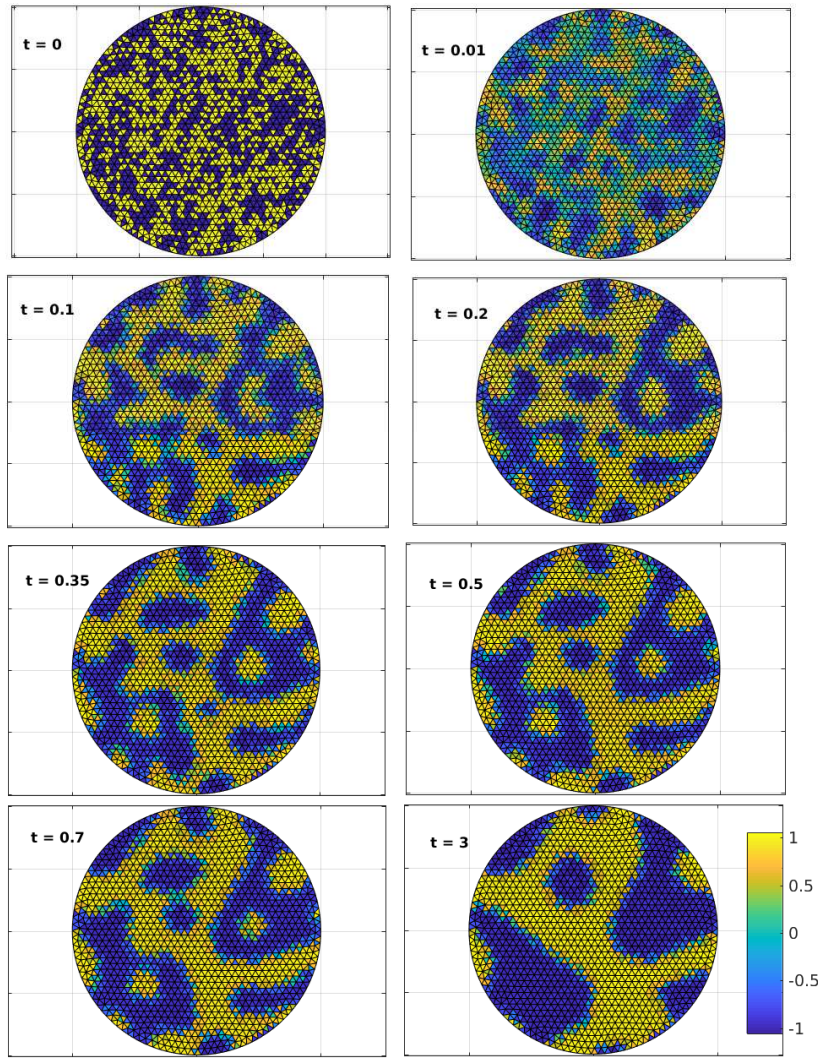 t = 0
t = 0.01
t = 0.1
t = 0.2
t = 0.35
t = 0.5
t = 0.7
t = 3
1
0.5
0
-0.5
-1